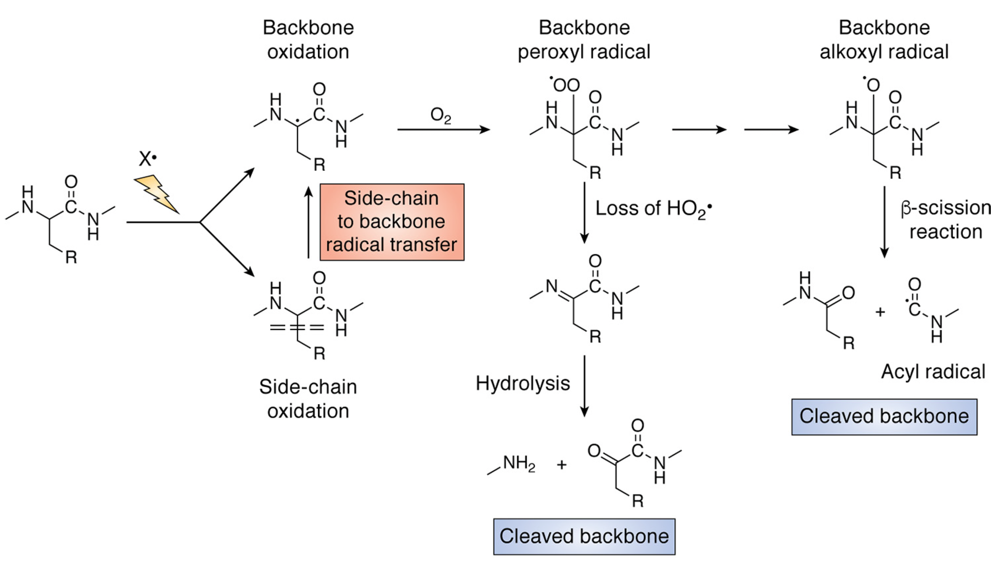 Backbone
oxidation
Backbone
peroxyl radical
Backbone
alkoxyl radical
X•
H
N
O
C
N
H
R
H
N
•
O
C
N
H
R
O2
•OO
H
N
O
C
N
H
R
•O
H
N
O
C
N
H
R
Side-chain
to backbone
radical transfer
Loss of HO2•
β-scission
reaction
H
N
O
C
N
H
R
Side-chain
oxidation
N
O
C
N
H
R
H
N
O
R
+
O
•C
N
H
Acyl radical
Cleaved backbone
Hydrolysis
NH2
+
O
O
C
N
H
R
Cleaved backbone